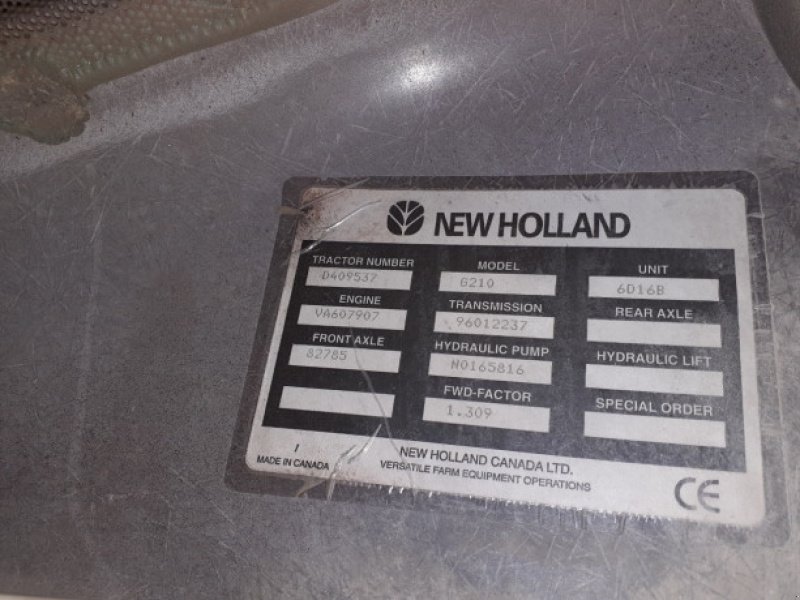 NEW HOLLAND
TRACTOR NUMBER MODEL UNIT
D409537 G210 6D16B
ENGINE TRANSMISSION REAR AXLE
VA607907 96012237
FRONT AXLE HYDRAULIC PUMP HYDRAULIC LIFT
82785 N0165816
FWD-FACTOR SPECIAL ORDER
1.309
MADE IN CANADA NEW HOLLAND CANADA LTD.
VERSATILE FARM EQUIPMENT OPERATIONS
CE